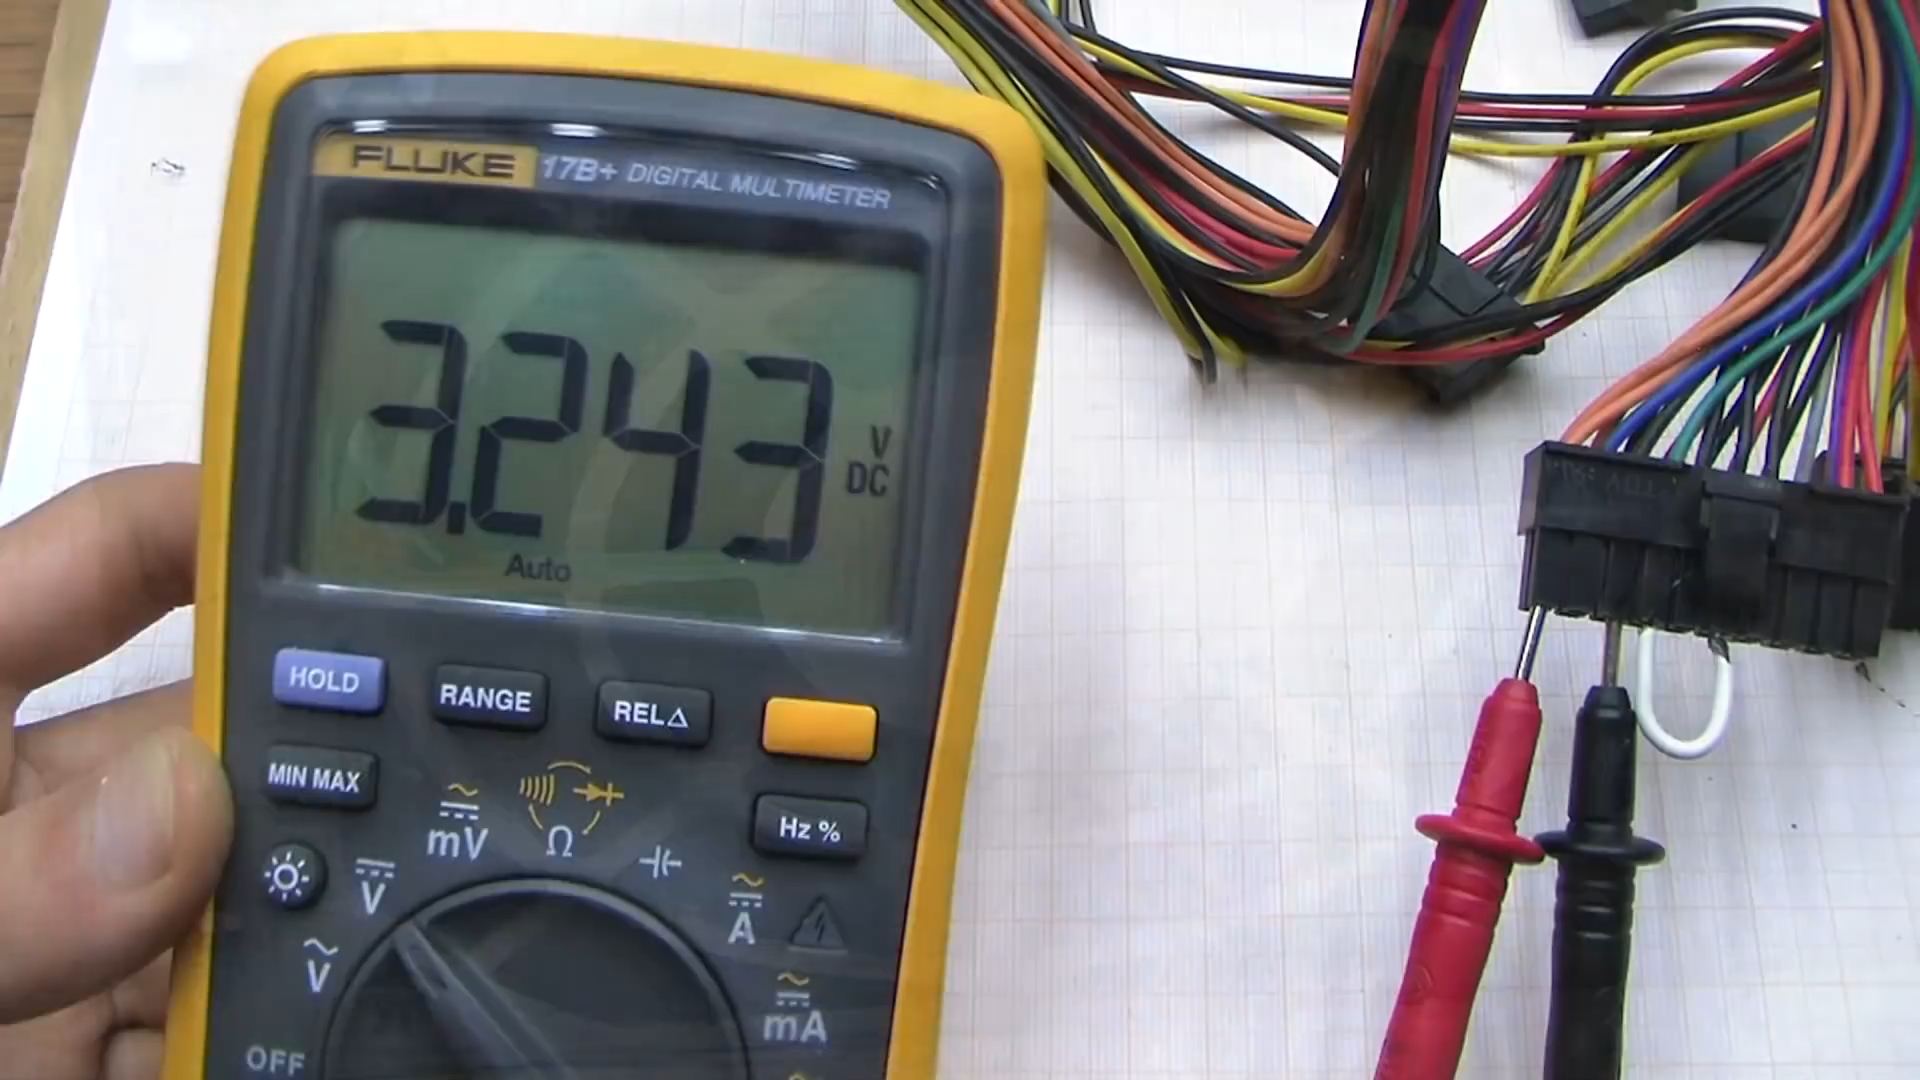 FLUKE 17B+ DIGITAL MULTIMETER
3.243 V DC
Auto
HOLD RANGE REL△
MIN MAX
Hz %
mV Ω
V A
V
mA
OFF